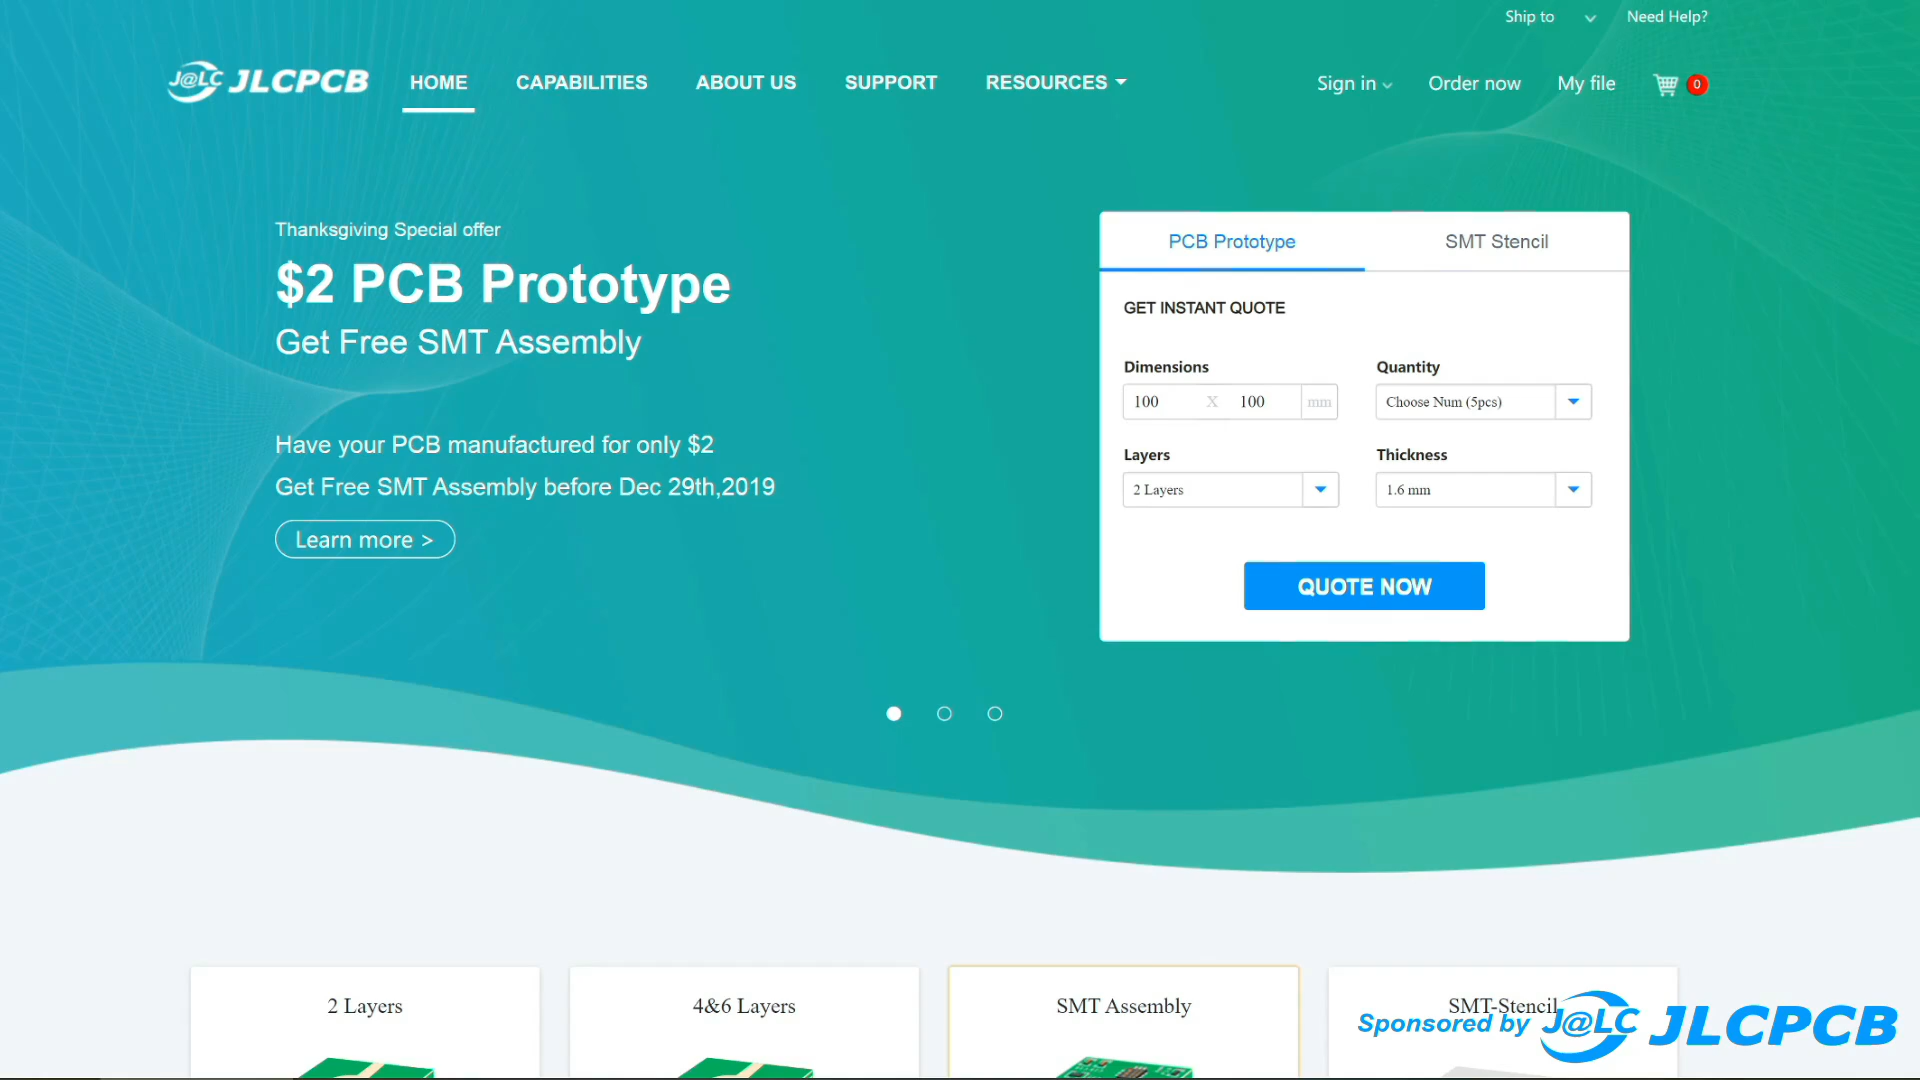 Ship to
Need Help?
J@LC JLCPCB
HOME
CAPABILITIES
ABOUT US
SUPPORT
RESOURCES
Sign in
Order now
My file
0
Thanksgiving Special offer
$2 PCB Prototype
Get Free SMT Assembly
Have your PCB manufactured for only $2
Get Free SMT Assembly before Dec 29th,2019
Learn more >
PCB Prototype
SMT Stencil
GET INSTANT QUOTE
Dimensions
Quantity
100 X 100 mm
Choose Num (5pcs)
Layers
Thickness
2 Layers
1.6 mm
QUOTE NOW
2 Layers
4&6 Layers
SMT Assembly
SMT-Stencil
Sponsored by J@LC JLCPCB